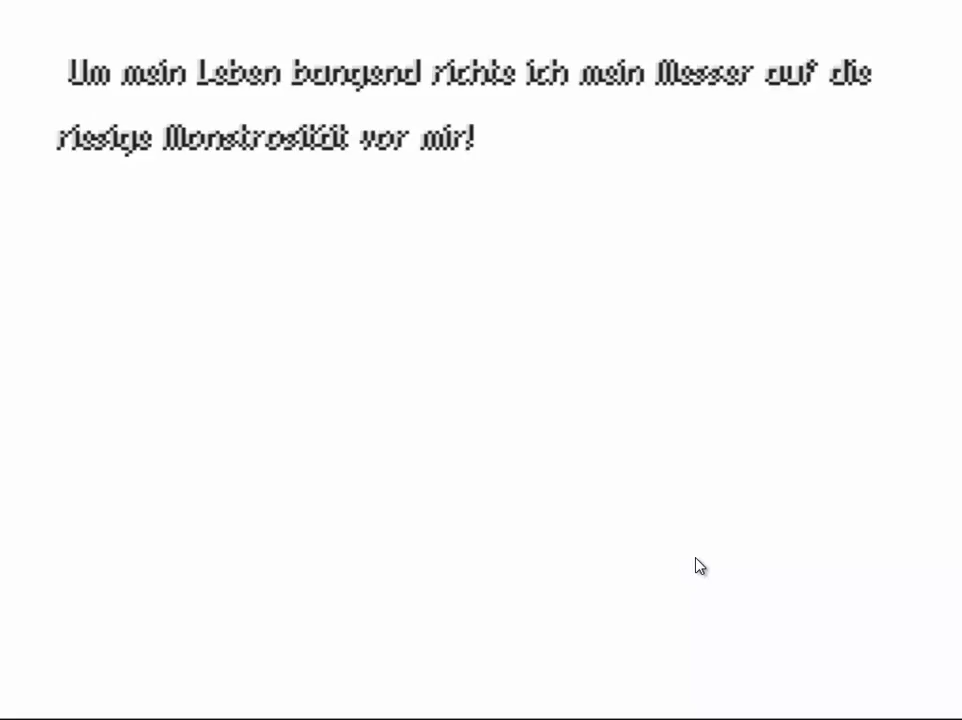 Um mein Leben bangend richte ich mein Messer auf die
riesige Monstrosität vor mir!